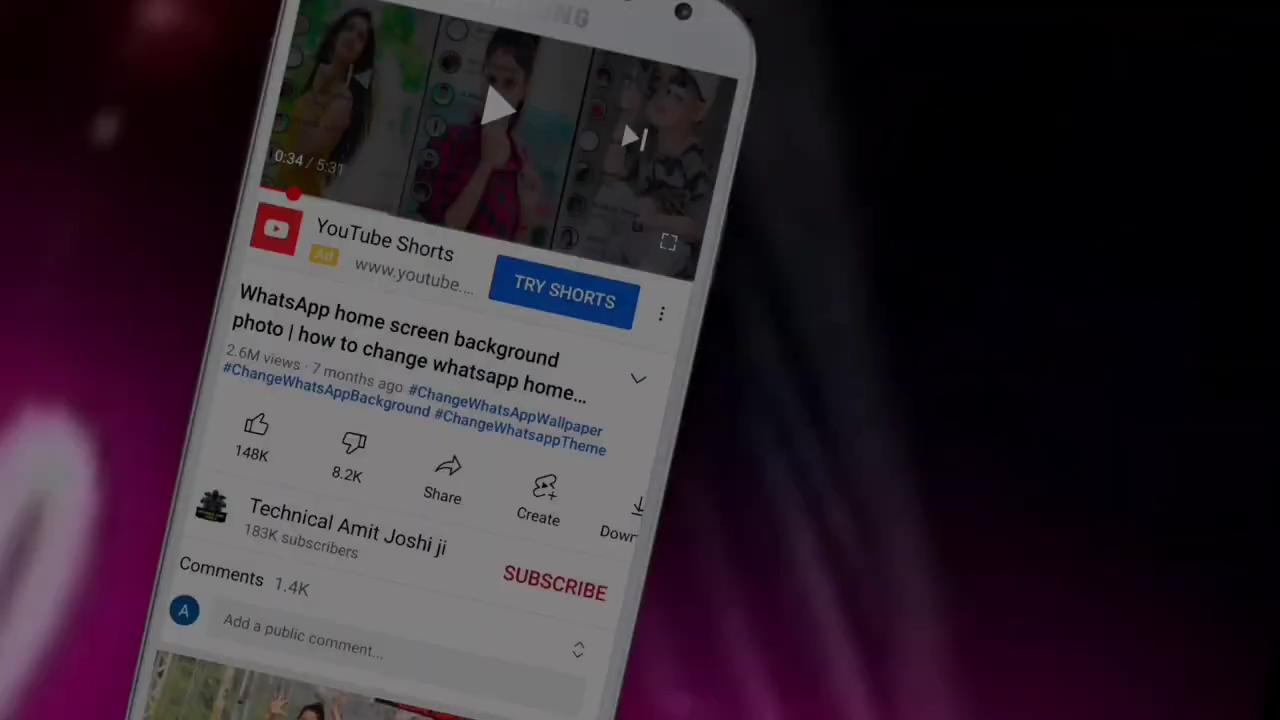 0:34 / 5:31
YouTube Shorts
Ad www.youtube....
TRY SHORTS
WhatsApp home screen background
photo | how to change whatsapp home...
2.6M views · 7 months ago #ChangeWhatsAppWallpaper
#ChangeWhatsAppBackground #ChangeWhatsappTheme
148K
8.2K
Share
Create
Down
Technical Amit Joshi ji
183K subscribers
SUBSCRIBE
Comments 1.4K
A
Add a public comment...